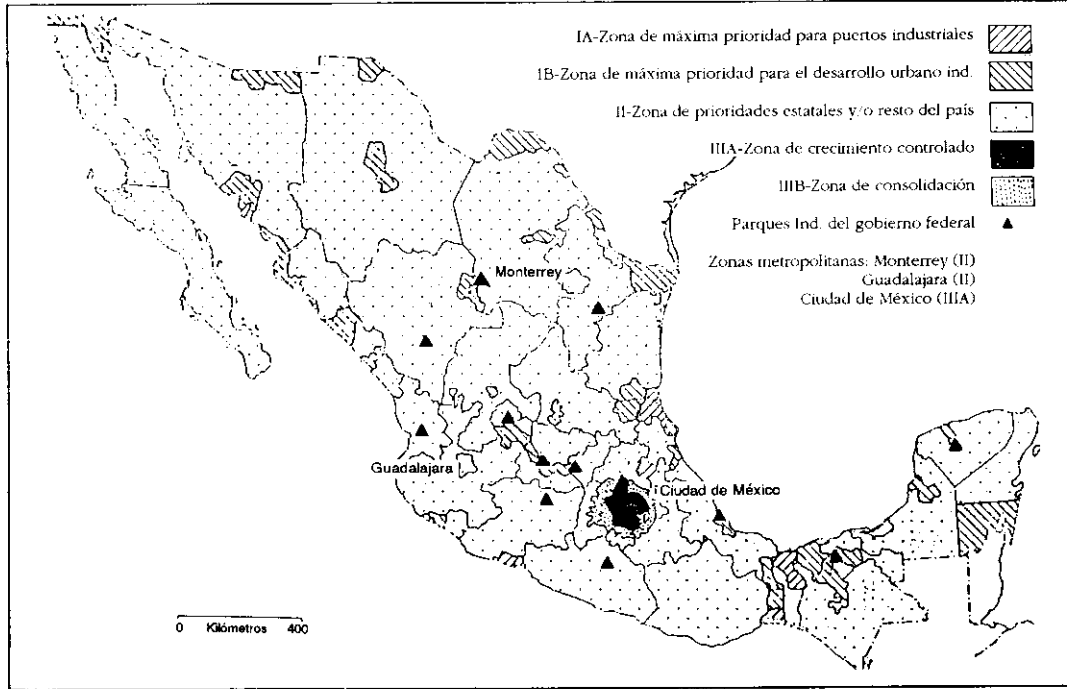 IA-Zona de máxima prioridad para puertos industriales
IB-Zona de máxima prioridad para el desarrollo urbano ind.
II-Zona de prioridades estatales y/o resto del país
IIIA-Zona de crecimiento controlado
IIIB-Zona de consolidación
Parques Ind. del gobierno federal
Zonas metropolitanas: Monterrey (II)
Guadalajara (II)
Ciudad de México (IIIA)
Monterrey
Guadalajara
Ciudad de México
0 Kilómetros 400